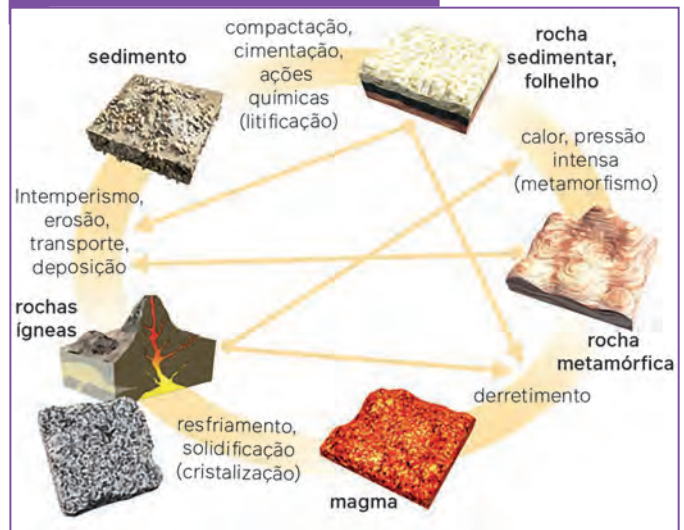 sedimento
compactação,
cimentação,
ações
químicas
(litificação)
rocha
sedimentar,
folhelho
calor, pressão
intensa
(metamorfismo)
rocha
metamórfica
derretimento
magma
resfriamento,
solidificação
(cristalização)
rochas
ígneas
Intemperismo,
erosão,
transporte,
deposição